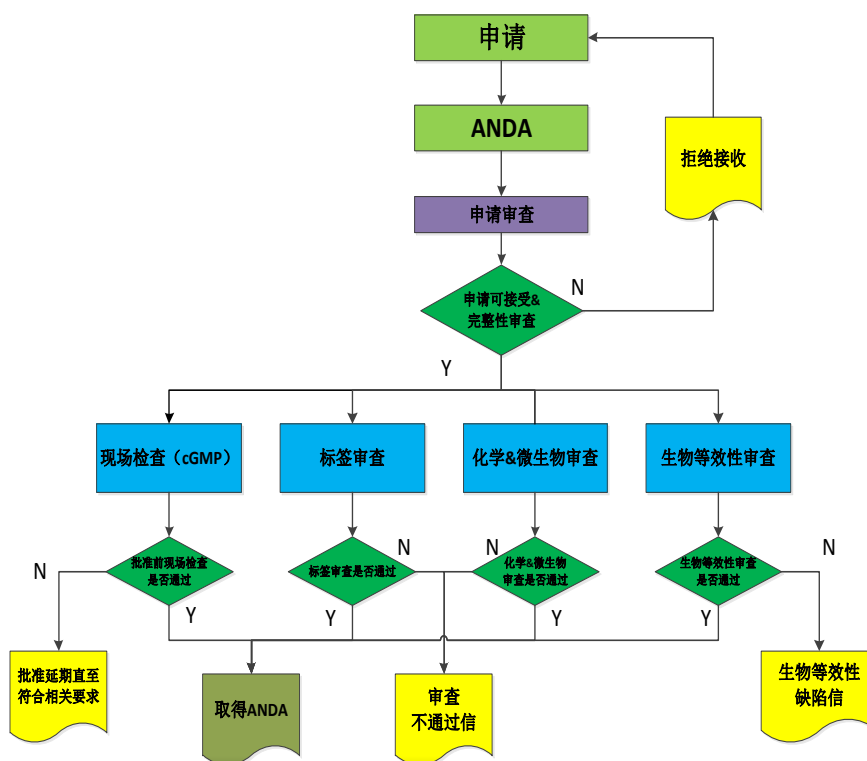 申请
ANDA
拒绝接收
申请审查
申请可接受&
完整性审查
N
Y
现场检查（cGMP）
标签审查
化学&微生物审查
生物等效性审查
批准前现场检查
是否通过
N
Y
标签审查是否通过
N
Y
化学&微生物
审查是否通过
N
Y
生物等效性审查
是否通过
N
Y
批准延期直至
符合相关要求
取得ANDA
审查
不通过信
生物等效性
缺陷信